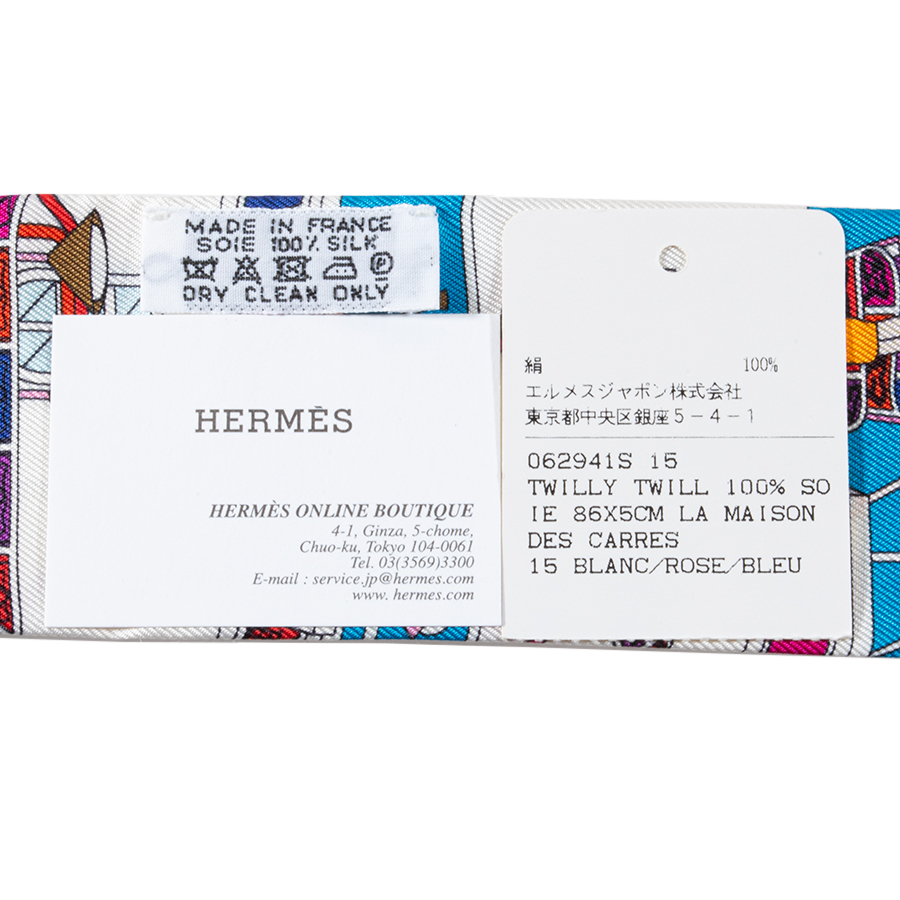 MADE IN FRANCE
SOIE 100% SILK
DRY CLEAN ONLY
HERMÈS
HERMÈS ONLINE BOUTIQUE
4-1, Ginza, 5-chome,
Chuo-ku, Tokyo 104-0061
Tel. 03(3569)3300
E-mail : service.jp@hermes.com
www. hermes.com
絹 100%
エルメスジャポン株式会社
東京都中央区銀座5－4－1
062941S 15
TWILLY TWILL 100% SO
IE 86X5CM LA MAISON
DES CARRES
15 BLANC/ROSE/BLEU